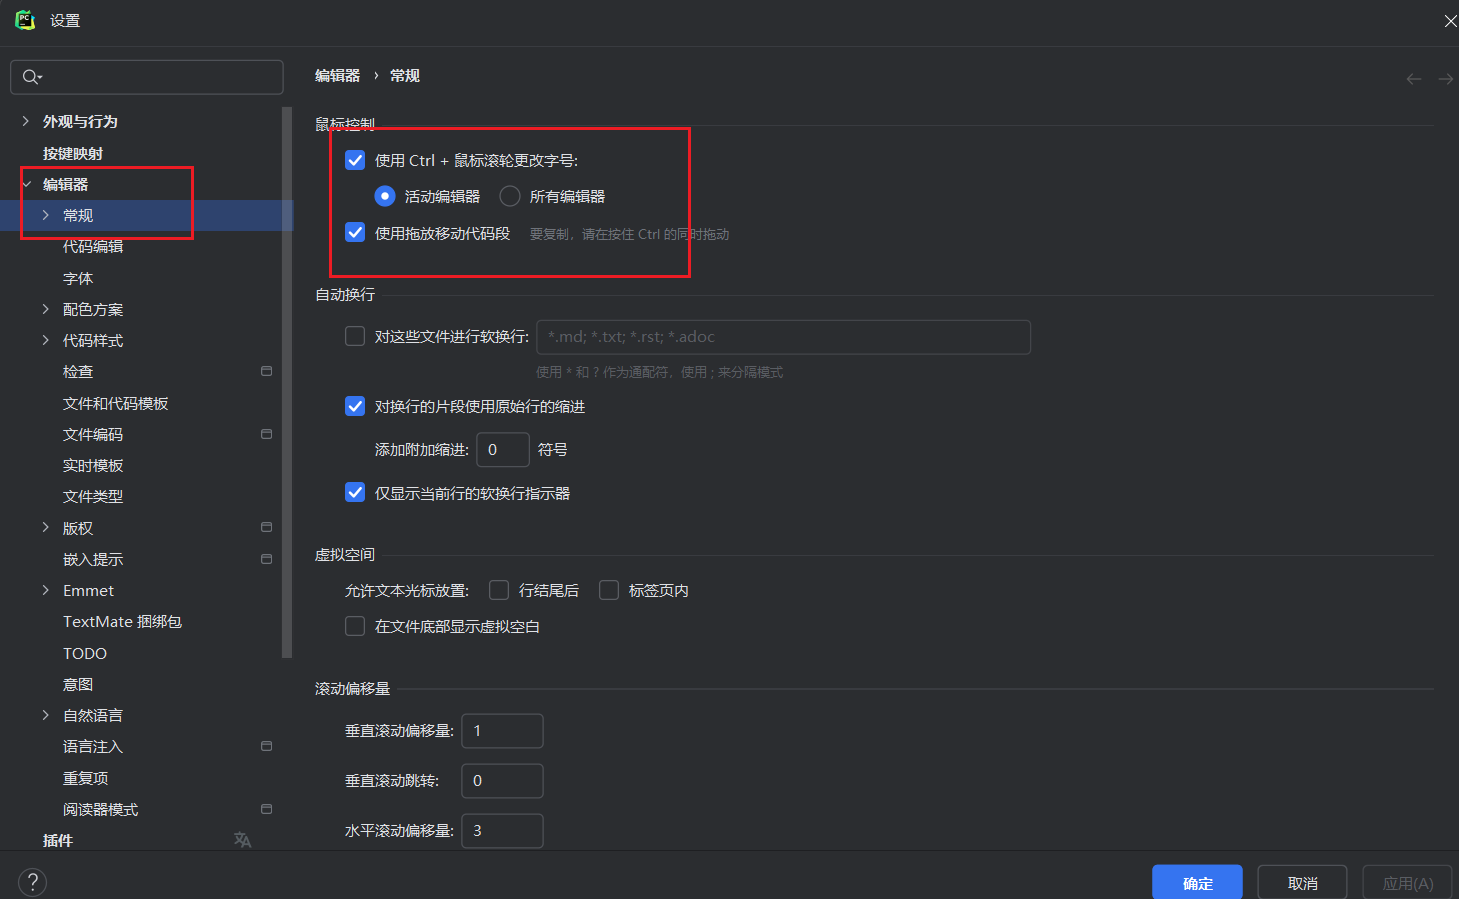 PC
设置
编辑器 › 常规
外观与行为
按键映射
编辑器
常规
代码编辑
字体
配色方案
代码样式
检查
文件和代码模板
文件编码
实时模板
文件类型
版权
嵌入提示
Emmet
TextMate 捆绑包
TODO
意图
自然语言
语言注入
重复项
阅读器模式
插件
鼠标控制
使用 Ctrl + 鼠标滚轮更改字号:
活动编辑器 所有编辑器
使用拖放移动代码段 要复制，请在按住 Ctrl 的同时拖动
自动换行
对这些文件进行软换行: *.md; *.txt; *.rst; *.adoc
使用 * 和 ? 作为通配符，使用 ; 来分隔模式
对换行的片段使用原始行的缩进
添加附加缩进: 0 符号
仅显示当前行的软换行指示器
虚拟空间
允许文本光标放置: 行结尾后 标签页内
在文件底部显示虚拟空白
滚动偏移量
垂直滚动偏移量: 1
垂直滚动跳转: 0
水平滚动偏移量: 3
? 确定 取消 应用(A)